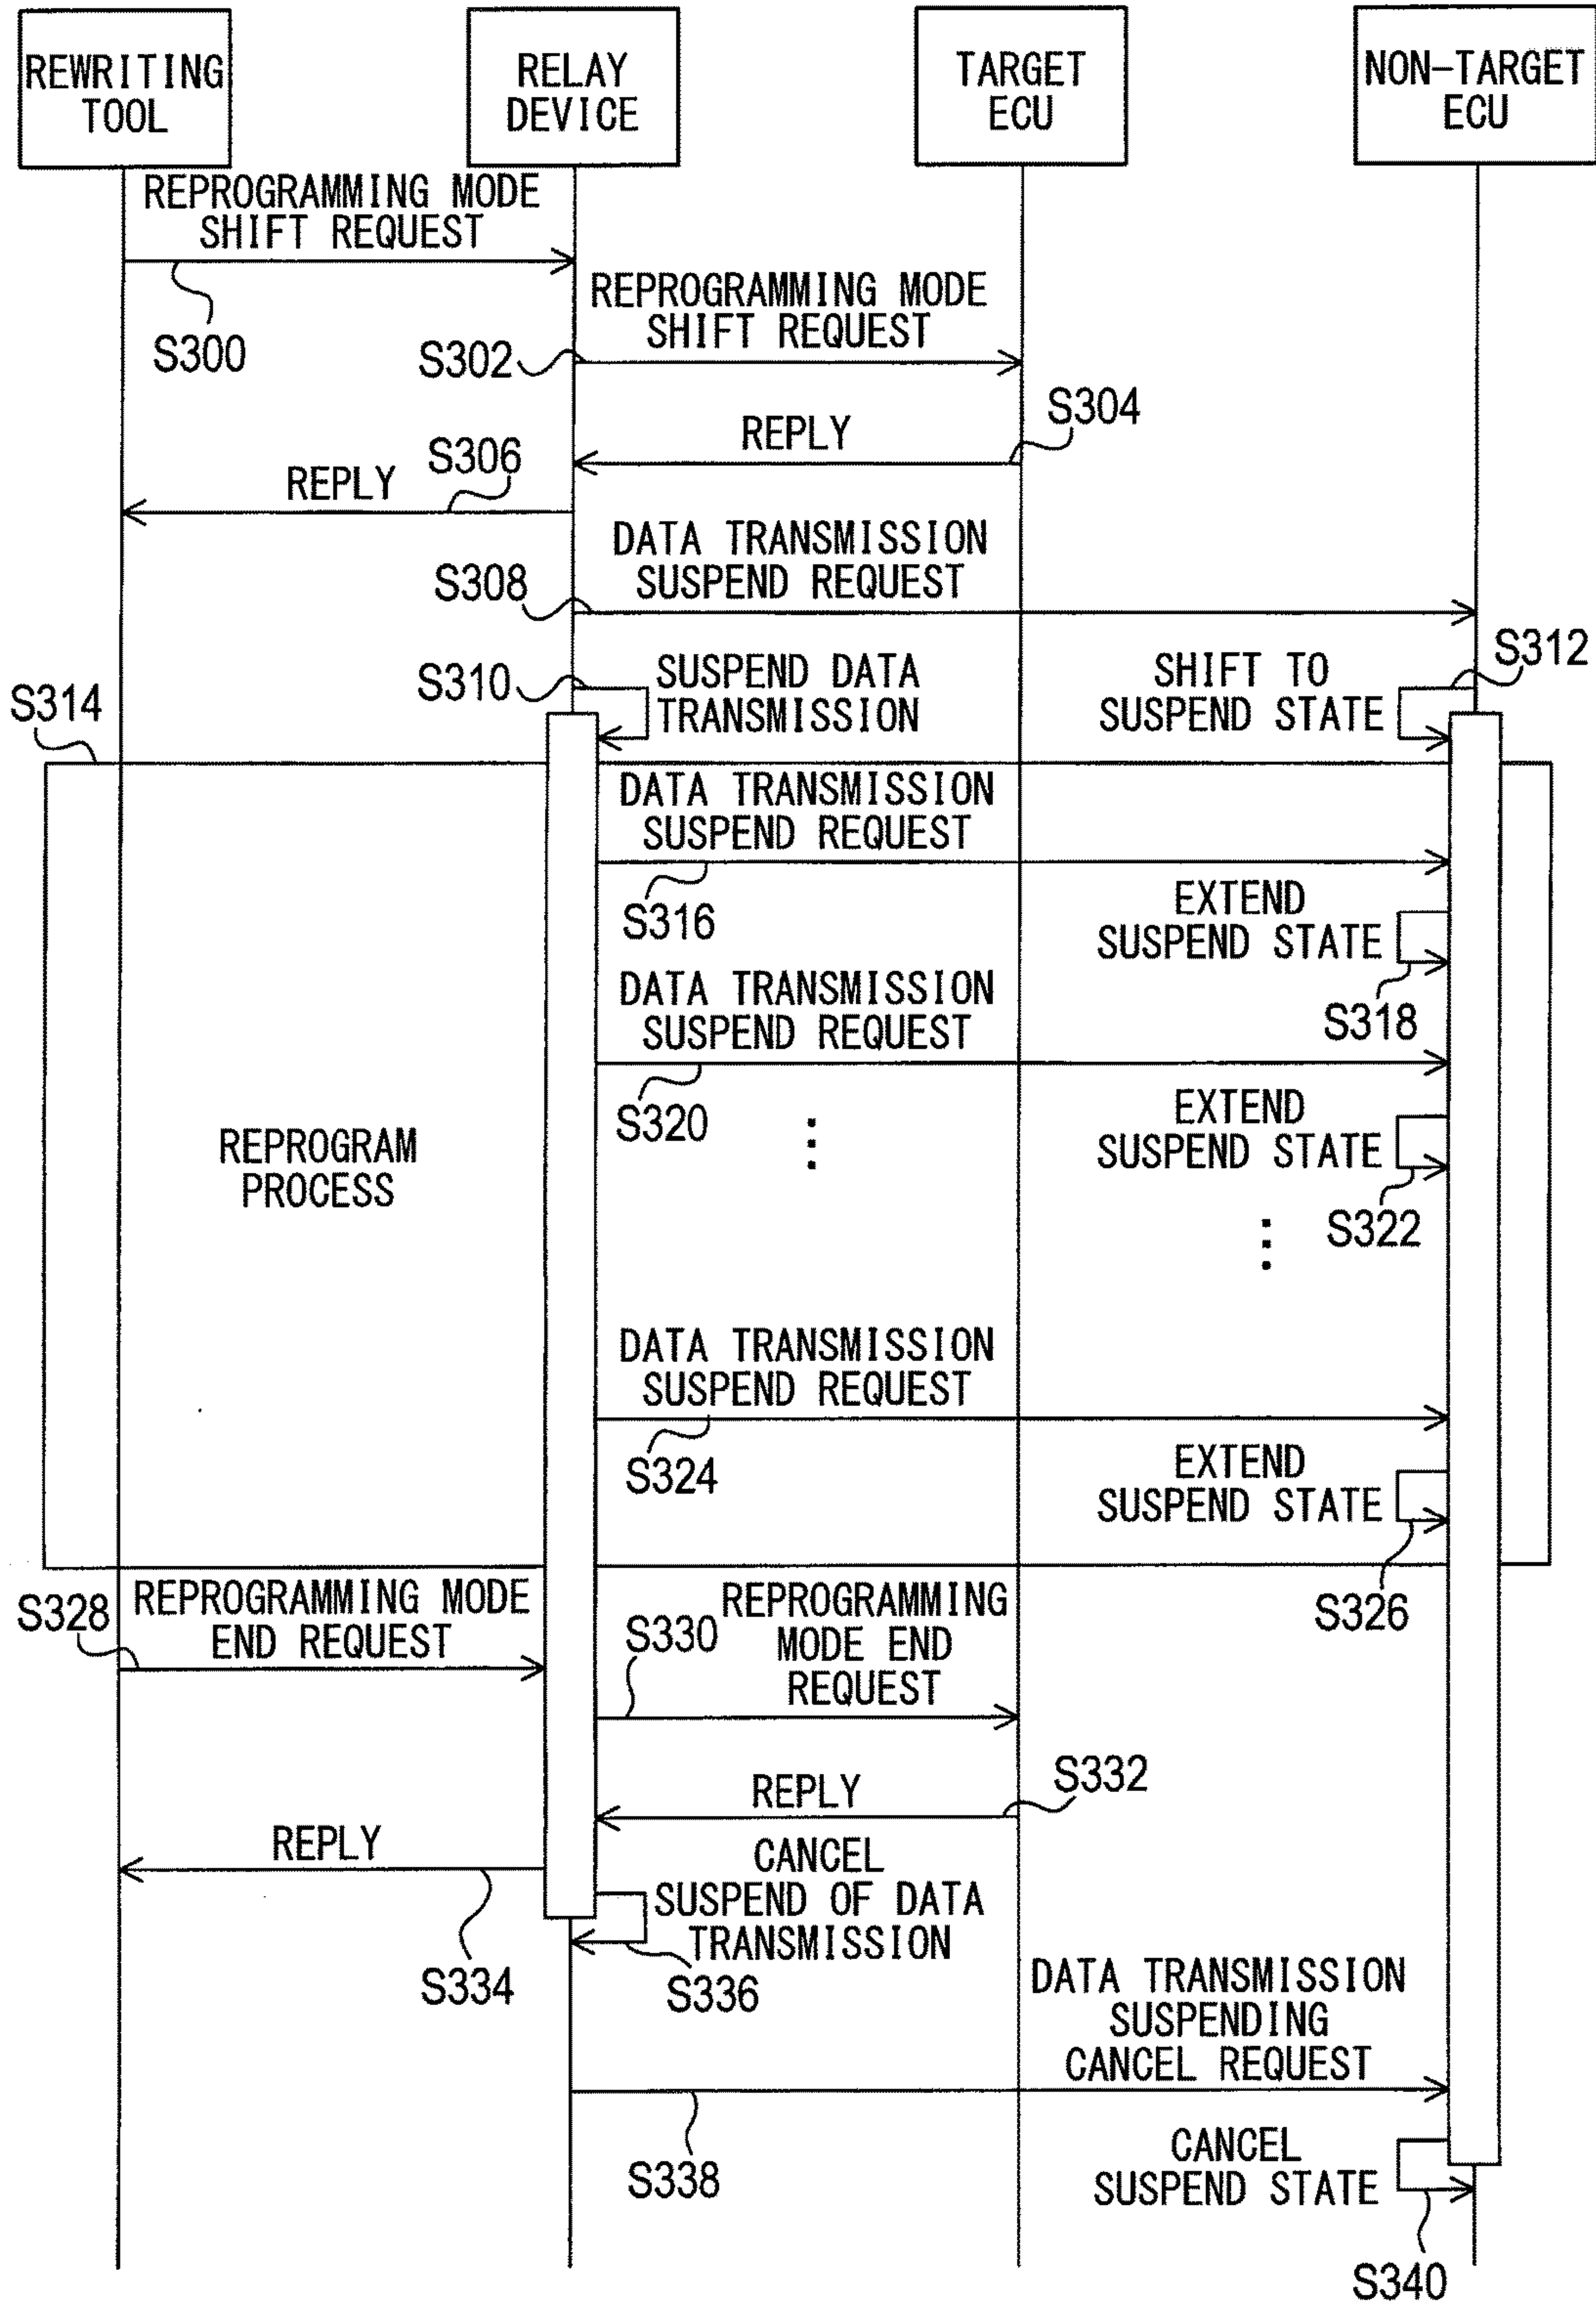 REWRITING
TOOL
RELAY
DEVICE
TARGET
ECU
NON-TARGET
ECU
REPROGRAMMING MODE
SHIFT REQUEST
S300
REPROGRAMMING MODE
SHIFT REQUEST
S302
S304
REPLY
S306
REPLY
DATA TRANSMISSION
SUSPEND REQUEST
S308
S310
SUSPEND DATA
TRANSMISSION
SHIFT TO
SUSPEND STATE
S312
S314
DATA TRANSMISSION
SUSPEND REQUEST
S316
EXTEND
SUSPEND STATE
S318
DATA TRANSMISSION
SUSPEND REQUEST
S320
EXTEND
SUSPEND STATE
S322
REPROGRAM
PROCESS
DATA TRANSMISSION
SUSPEND REQUEST
S324
EXTEND
SUSPEND STATE
S326
S328
REPROGRAMMING MODE
END REQUEST
S330
REPROGRAMMING
MODE END
REQUEST
S332
REPLY
REPLY
S334
CANCEL
SUSPEND OF DATA
TRANSMISSION
S336
DATA TRANSMISSION
SUSPENDING
CANCEL REQUEST
S338
CANCEL
SUSPEND STATE
S340